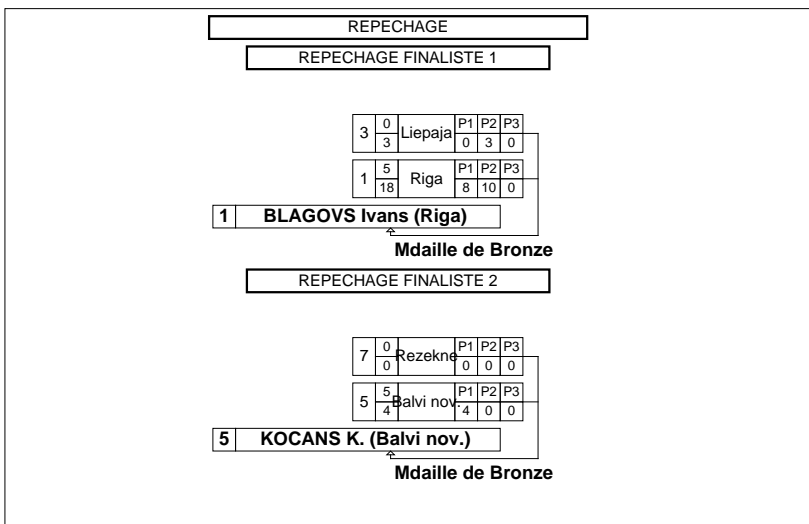 REPECHAGE
REPECHAGE FINALISTE 1
3 0 Liepaja P1 P2 P3
3 0 3 0
1 5 Riga P1 P2 P3
18 8 10 0
1 BLAGOVS Ivans (Riga)
Mdaille de Bronze
REPECHAGE FINALISTE 2
7 0 Rezekne P1 P2 P3
0 0 0 0
5 5 Balvi nov. P1 P2 P3
4 4 0 0
5 KOCANS K. (Balvi nov.)
Mdaille de Bronze